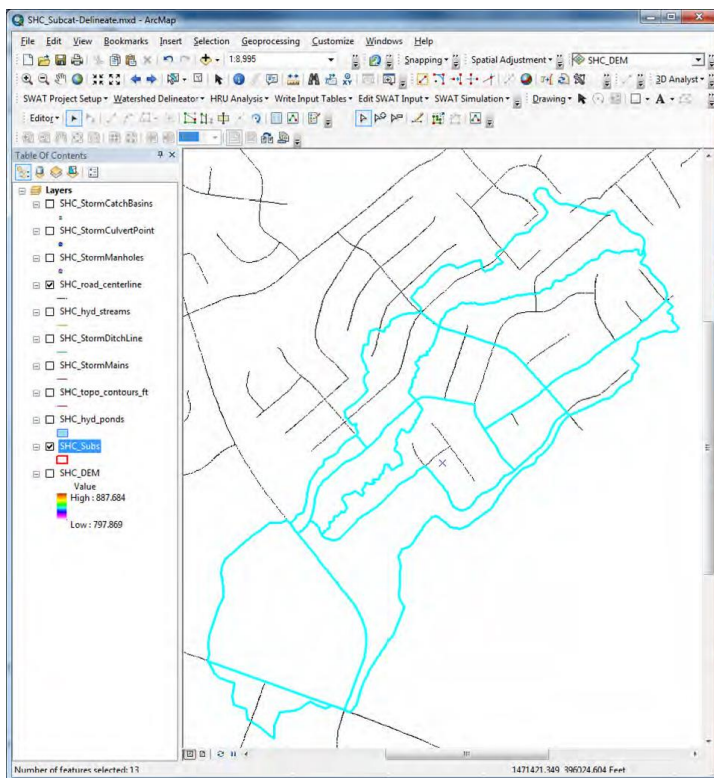 SHC_Subcat-Delineate.mxd - ArcMap
File Edit View Bookmarks Insert Selection Geoprocessing Customize Windows Help
1:8,995 Snapping Spatial Adjustment SHC_DEM
3D Analyst
SWAT Project Setup Watershed Delineator HRU Analysis Write Input Tables Edit SWAT Input SWAT Simulation Drawing A
Editor
Table Of Contents
Layers
SHC_StormCatchBasins
SHC_StormCulvertPoint
SHC_StormManholes
SHC_road_centerline
SHC_hyd_streams
SHC_StormDitchLine
SHC_StormMains
SHC_topo_contours_ft
SHC_hyd_ponds
SHC_Subs
SHC_DEM
Value
High : 887.684
Low : 797.869
Number of features selected: 13 1471421.349 396024.604 Feet